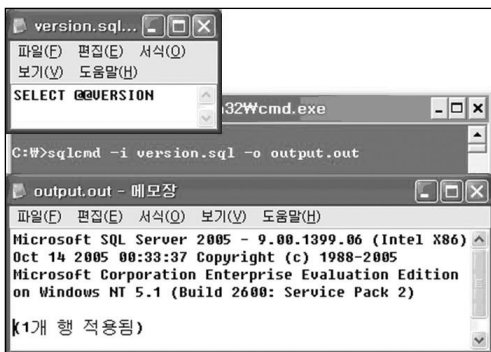 version.sql...
파일(F) 편집(E) 서식(O)
보기(V) 도움말(H)
SELECT @@VERSION
32₩cmd.exe
C:₩>sqlcmd -i version.sql -o output.out
output.out - 메모장
파일(F) 편집(E) 서식(O) 보기(V) 도움말(H)
Microsoft SQL Server 2005 - 9.00.1399.06 (Intel X86)
Oct 14 2005 00:33:37 Copyright (c) 1988-2005
Microsoft Corporation Enterprise Evaluation Edition
on Windows NT 5.1 (Build 2600: Service Pack 2)
(1개 행 적용됨)